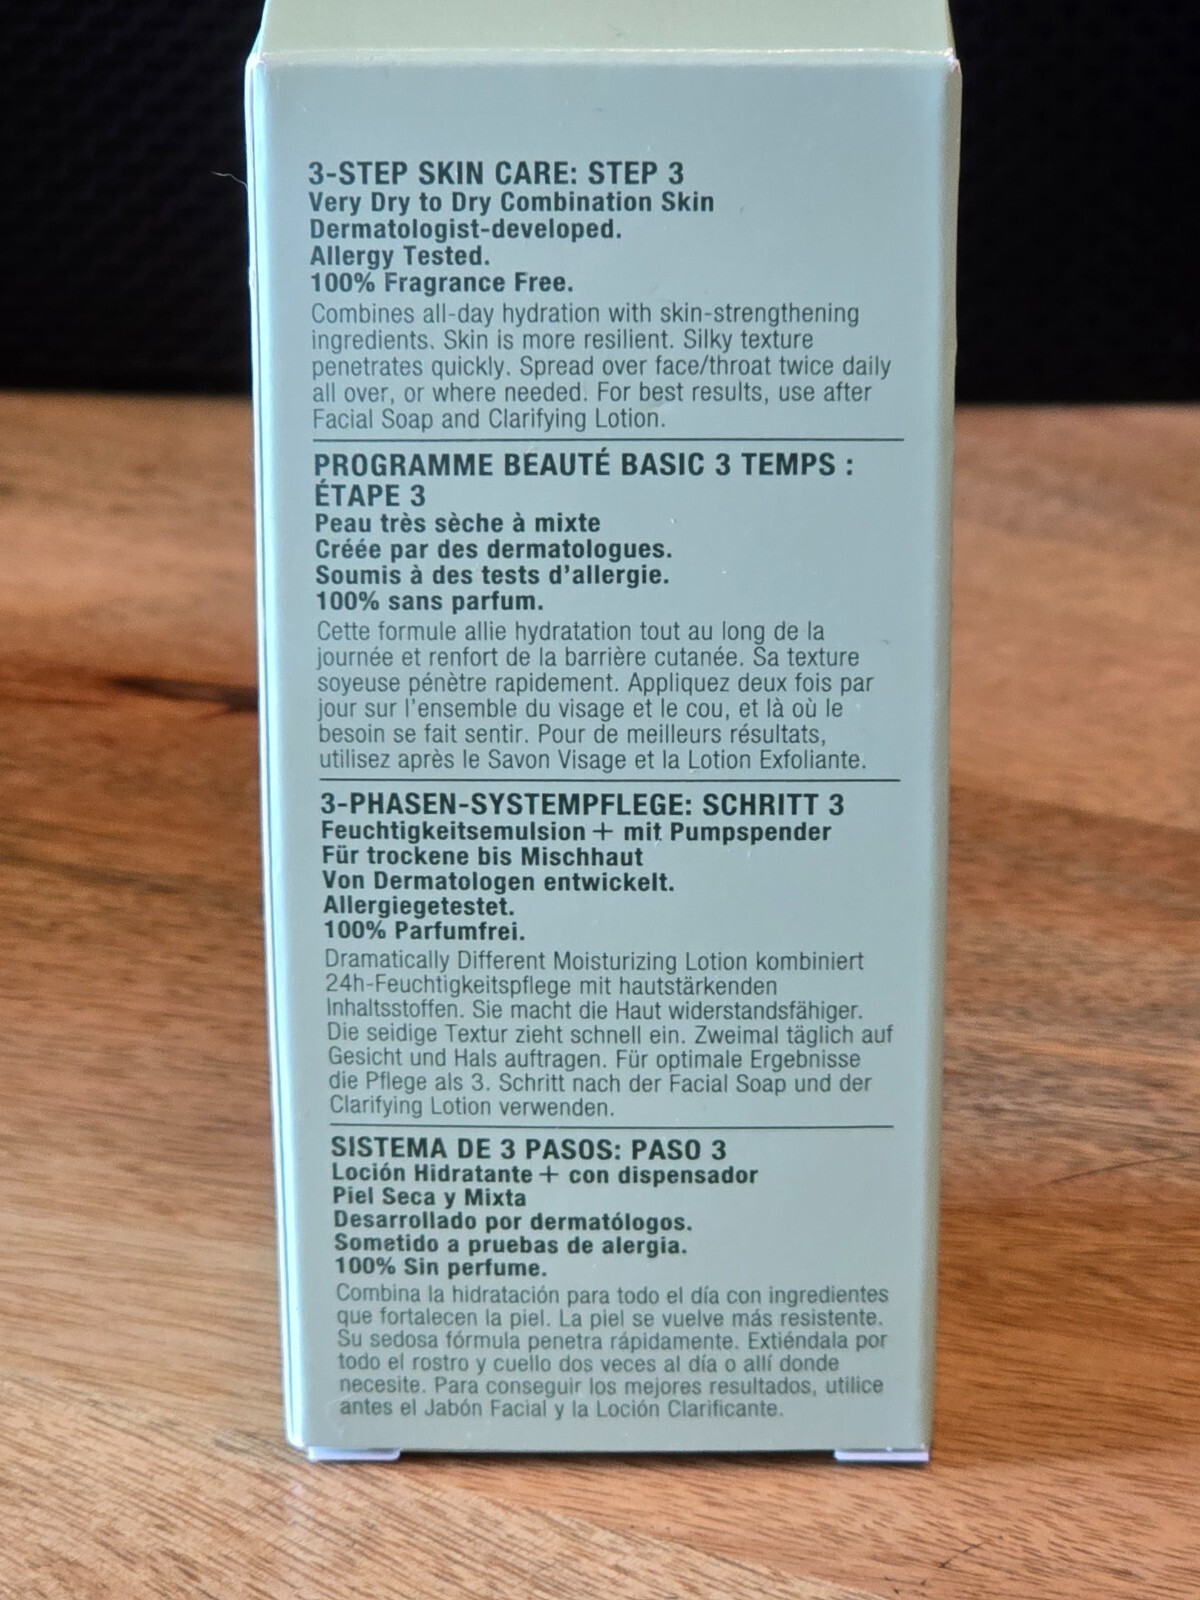 3-STEP SKIN CARE: STEP 3
Very Dry to Dry Combination Skin
Dermatologist-developed.
Allergy Tested.
100% Fragrance Free.
Combines all-day hydration with skin-strengthening
ingredients. Skin is more resilient. Silky texture
penetrates quickly. Spread over face/throat twice daily
all over, or where needed. For best results, use after
Facial Soap and Clarifying Lotion.
PROGRAMME BEAUTÉ BASIC 3 TEMPS :
ÉTAPE 3
Peau très sèche à mixte
Créée par des dermatologues.
Soumis à des tests d'allergie.
100% sans parfum.
Cette formule allie hydratation tout au long de la
journée et renfort de la barrière cutanée. Sa texture
soyeuse pénètre rapidement. Appliquez deux fois par
jour sur l'ensemble du visage et le cou, et là où le
besoin se fait sentir. Pour de meilleurs résultats,
utilisez après le Savon Visage et la Lotion Exfoliante.
3-PHASEN-SYSTEMPFLEGE: SCHRITT 3
Feuchtigkeitsemulsion + mit Pumpspender
Für trockene bis Mischhaut
Von Dermatologen entwickelt.
Allergiegetestet.
100% Parfumfrei.
Dramatically Different Moisturizing Lotion kombiniert
24h-Feuchtigkeitspflege mit hautstärkenden
Inhaltsstoffen. Sie macht die Haut widerstandsfähiger.
Die seidige Textur zieht schnell ein. Zweimal täglich auf
Gesicht und Hals auftragen. Für optimale Ergebnisse
die Pflege als 3. Schritt nach der Facial Soap und der
Clarifying Lotion verwenden.
SISTEMA DE 3 PASOS: PASO 3
Loción Hidratante + con dispensador
Piel Seca y Mixta
Desarrollado por dermatólogos.
Sometido a pruebas de alergia.
100% Sin perfume.
Combina la hidratación para todo el día con ingredientes
que fortalecen la piel. La piel se vuelve más resistente.
Su sedosa fórmula penetra rápidamente. Extiéndala por
todo el rostro y cuello dos veces al día o allí donde
necesite. Para conseguir los mejores resultados, utilice
antes el Jabón Facial y la Loción Clarificante.